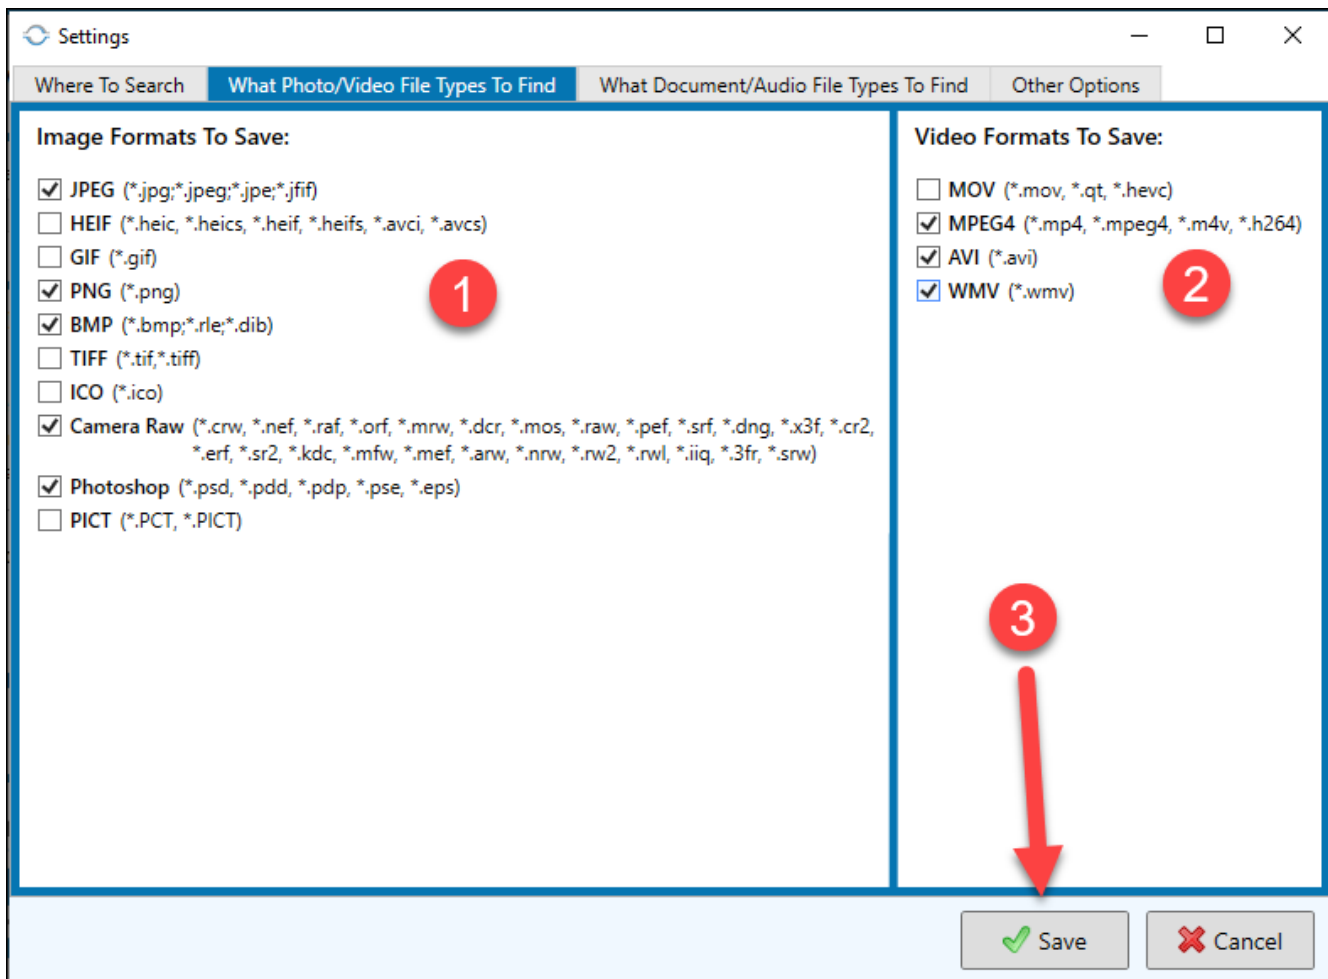 Settings
Where To Search
What Photo/Video File Types To Find
What Document/Audio File Types To Find
Other Options
Image Formats To Save:
JPEG (*.jpg;*.jpeg;*.jpe;*.jfif)
HEIF (*.heic, *.heics, *.heif, *.heifs, *.avci, *.avcs)
GIF (*.gif)
PNG (*.png)
BMP (*.bmp;*.rle;*.dib)
TIFF (*.tif,*.tiff)
ICO (*.ico)
Camera Raw (*.crw, *.nef, *.raf, *.orf, *.mrw, *.dcr, *.mos, *.raw, *.pef, *.srf, *.dng, *.x3f, *.cr2,
*.erf, *.sr2, *.kdc, *.mfw, *.mef, *.arw, *.nrw, *.rw2, *.rwl, *.iiq, *.3fr, *.srw)
Photoshop (*.psd, *.pdd, *.pdp, *.pse, *.eps)
PICT (*.PCT, *.PICT)
1
Video Formats To Save:
MOV (*.mov, *.qt, *.hevc)
MPEG4 (*.mp4, *.mpeg4, *.m4v, *.h264)
AVI (*.avi)
WMV (*.wmv)
2
3
Save
Cancel